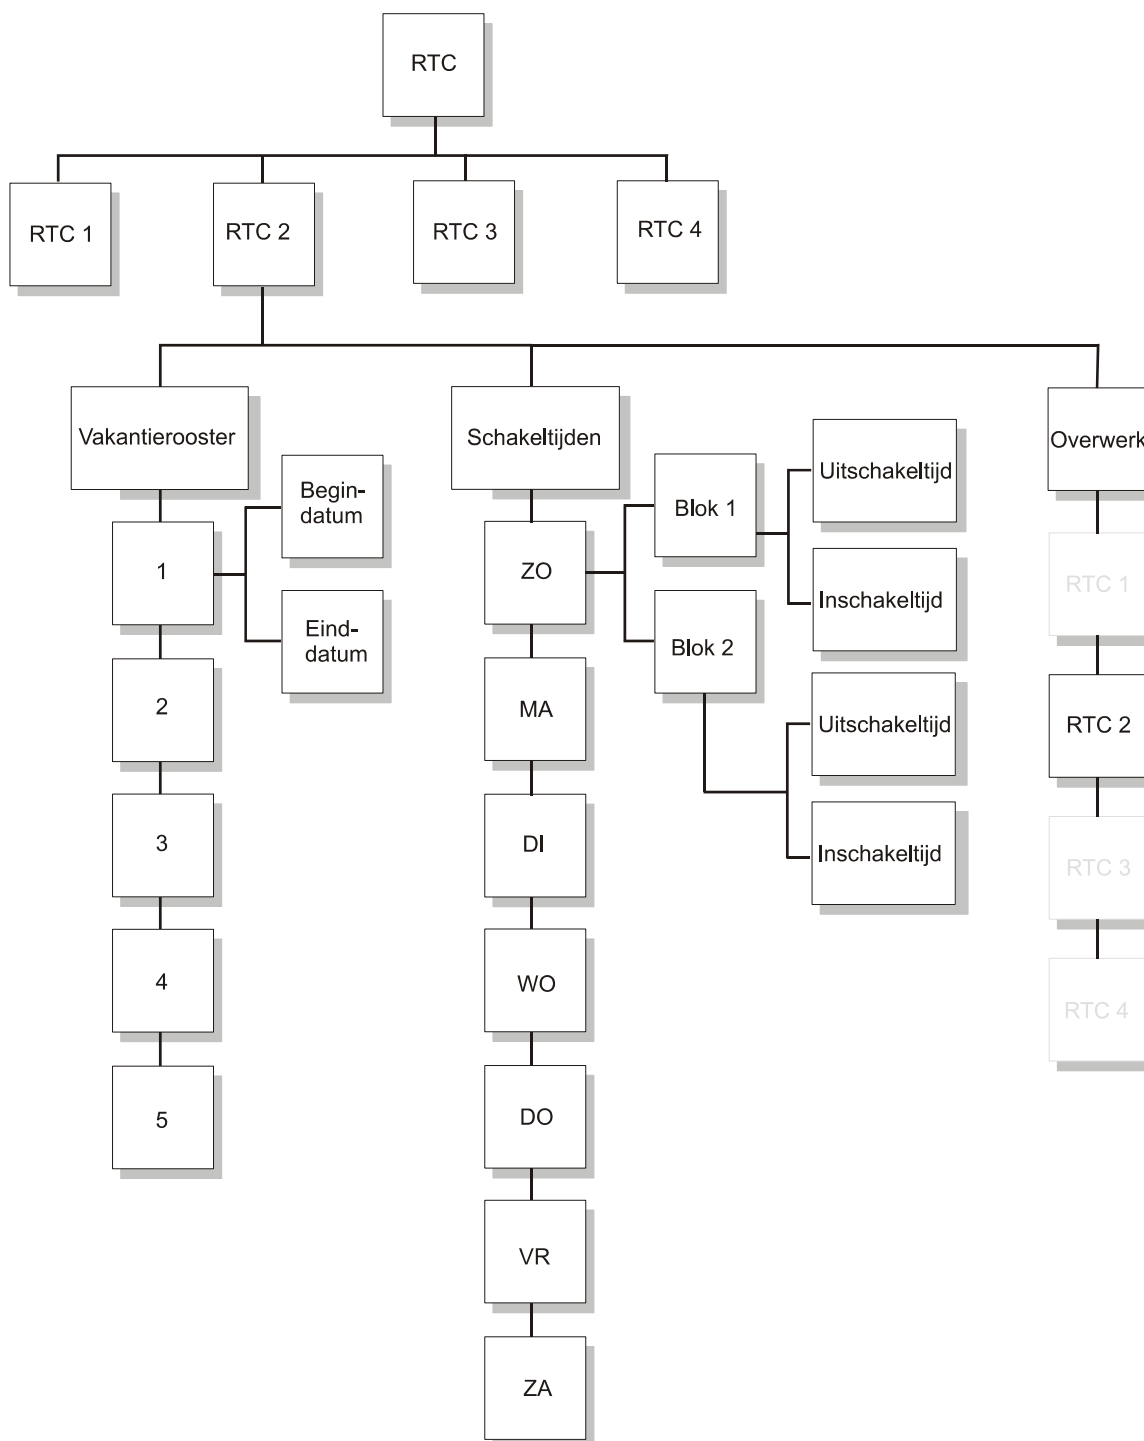 RTC
RTC 1
RTC 2
RTC 3
RTC 4
Vakantierooster
Schakeltijden
Overwerk
Begin-
datum
Eind-
datum
1
2
3
4
5
ZO
MA
DI
WO
DO
VR
ZA
Blok 1
Blok 2
Uitschakeltijd
Inschakeltijd
Uitschakeltijd
Inschakeltijd
RTC 1
RTC 2
RTC 3
RTC 4